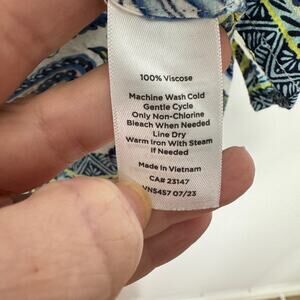 100% Viscose
Machine Wash Cold
Gentle Cycle
Only Non-Chlorine
Bleach When Needed
Line Dry
Warm Iron With Steam
if Needed
Made in Vietnam
CA# 23147
VN5457 07/23